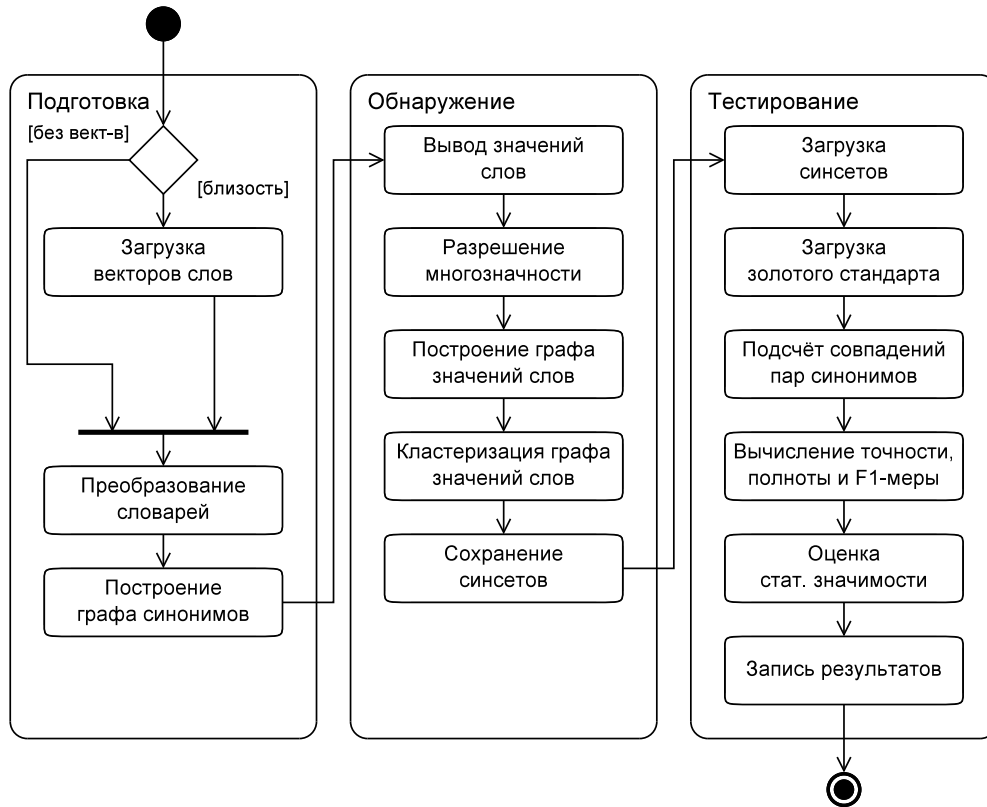 Подготовка
[без вект-в]
[близость]
Загрузка
векторов слов
Преобразование
словарей
Построение
графа синонимов
Обнаружение
Вывод значений
слов
Разрешение
многозначности
Построение графа
значений слов
Кластеризация графа
значений слов
Сохранение
синсетов
Тестирование
Загрузка
синсетов
Загрузка
золотого стандарта
Подсчёт совпадений
пар синонимов
Вычисление точности,
полноты и F1-меры
Оценка
стат. значимости
Запись результатов